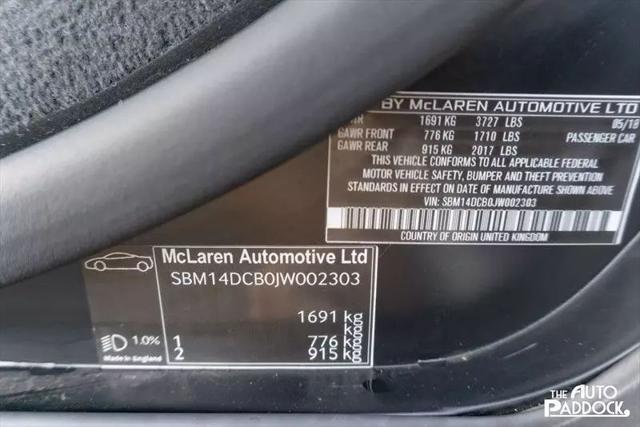 BY McLAREN AUTOMOTIVE LTD
1691 KG 3727 LBS 05/18
GAWR FRONT 776 KG 1710 LBS PASSENGER CAR
GAWR REAR 915 KG 2017 LBS
THIS VEHICLE CONFORMS TO ALL APPLICABLE FEDERAL
MOTOR VEHICLE SAFETY, BUMPER AND THEFT PREVENTION
STANDARDS IN EFFECT ON DATE OF MANUFACTURE SHOWN ABOVE
VIN: SBM14DCB0JW002303
COUNTRY OF ORIGIN UNITED KINGDOM
McLaren Automotive Ltd
SBM14DCB0JW002303
1691 kg
kg
1.0% 1 776 kg
Made in England 2 915 kg
THE AUTO
PADDOCK